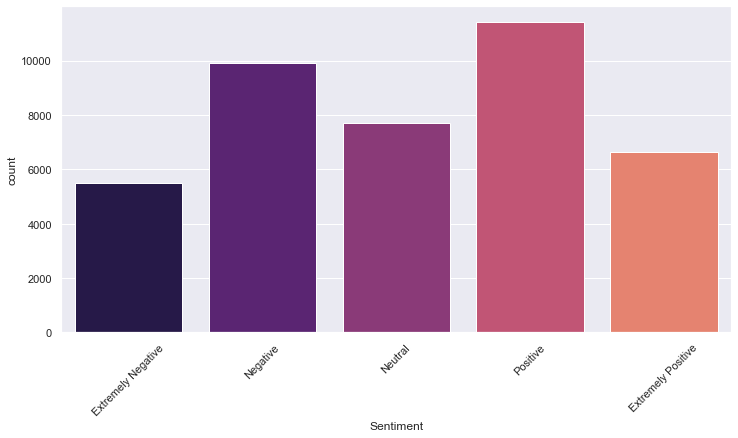 10000
8000
6000
4000
2000
0
count
Extremely Negative
Negative
Neutral
Positive
Extremely Positive
Sentiment